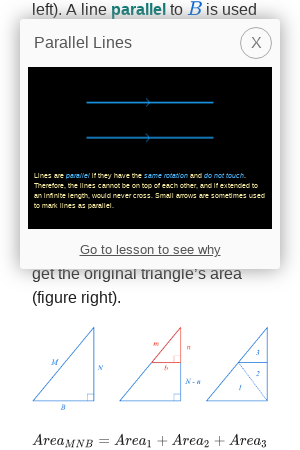 left). A line parallel to B is used
Parallel Lines
X
Lines are parallel if they have the same rotation and do not touch.
Therefore, the lines cannot be on top of each other, and if extended to
an infinite length, would never cross. Small arrows are sometimes used
to mark lines as parallel.
Go to lesson to see why
get the original triangle's area
(figure right).
M
N
B
m
n
b
N - n
1
2
3
Area_MNB = Area_1 + Area_2 + Area_3